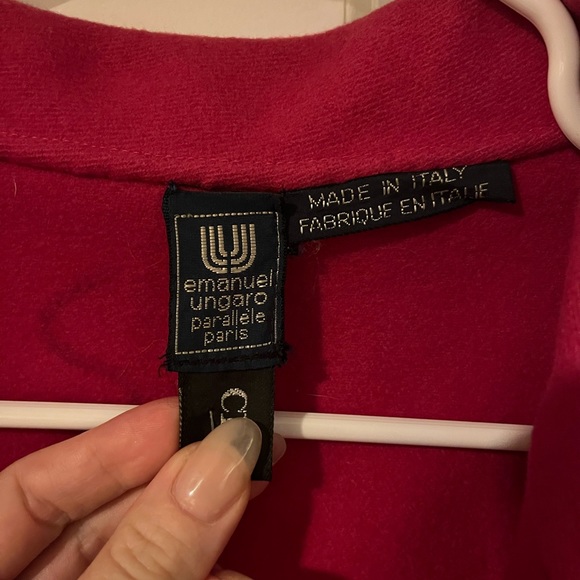 MADE IN ITALY
FABRIQUE EN ITALIE
emanuel
ungaro
parallèle
paris